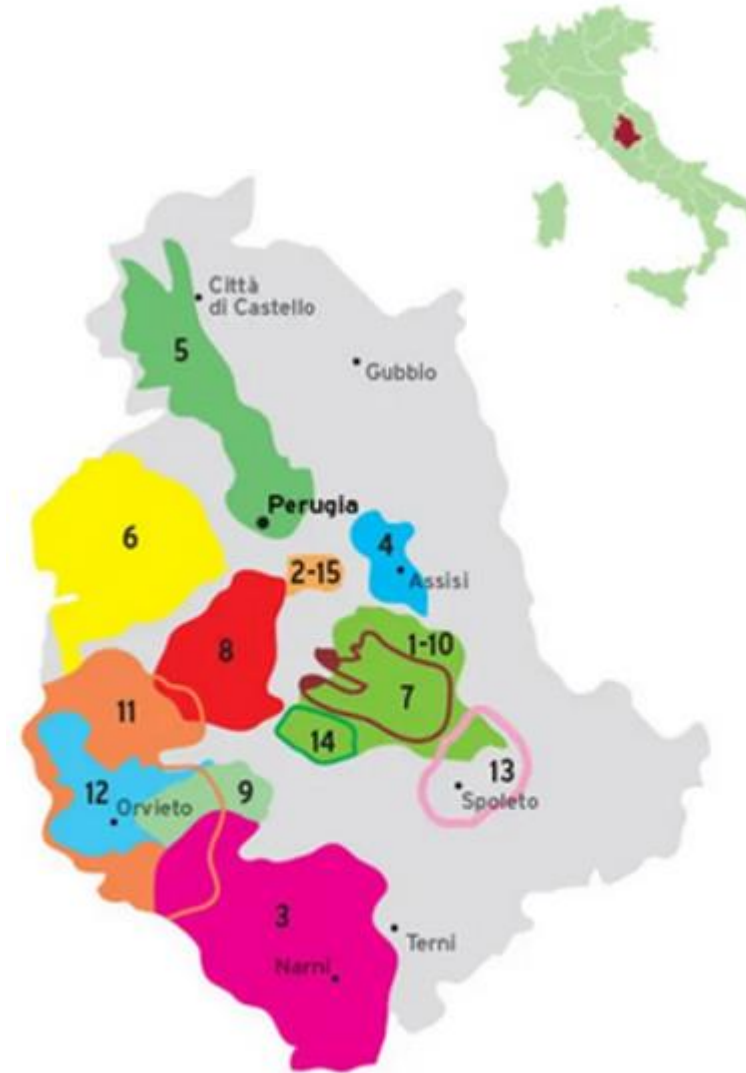 Città
di Castello
5
Gubbio
Perugia
6
4
2-15
Assisi
1-10
8
7
11
14
13
12
9
Spoleto
Orvieto
3
Terni
Narni